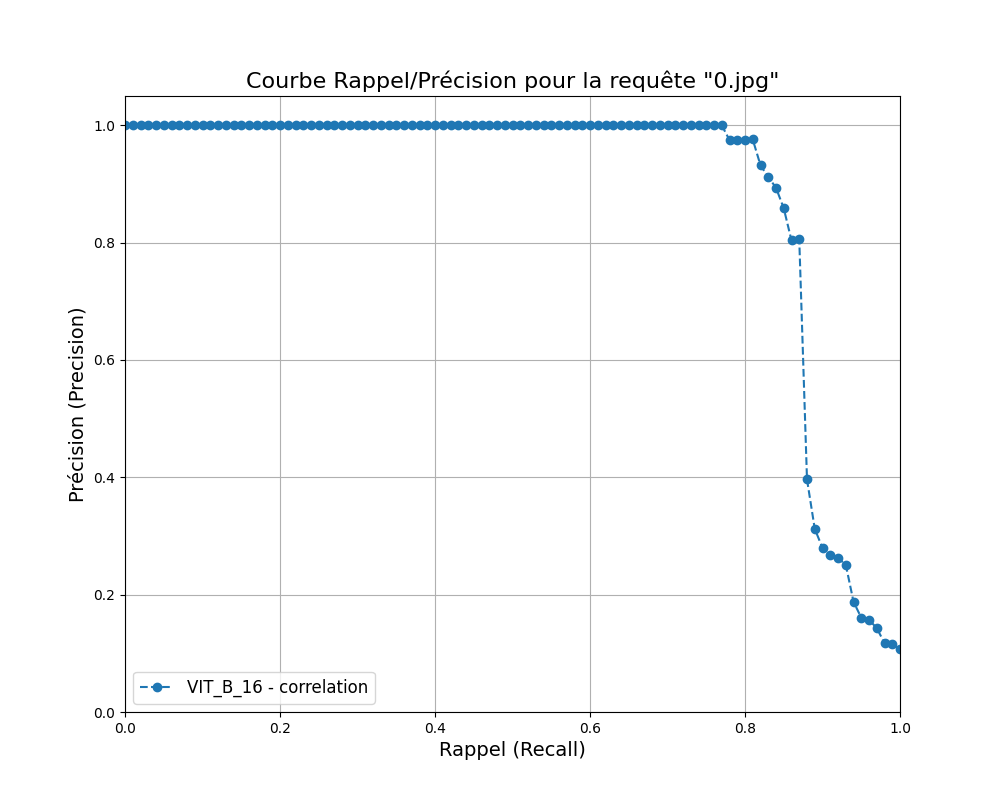 Courbe Rappel/Précision pour la requête "0.jpg"
1.0
0.8
0.6
0.4
0.2
0.0
Précision (Precision)
VIT_B_16 - correlation
0.0 0.2 0.4 0.6 0.8 1.0
Rappel (Recall)